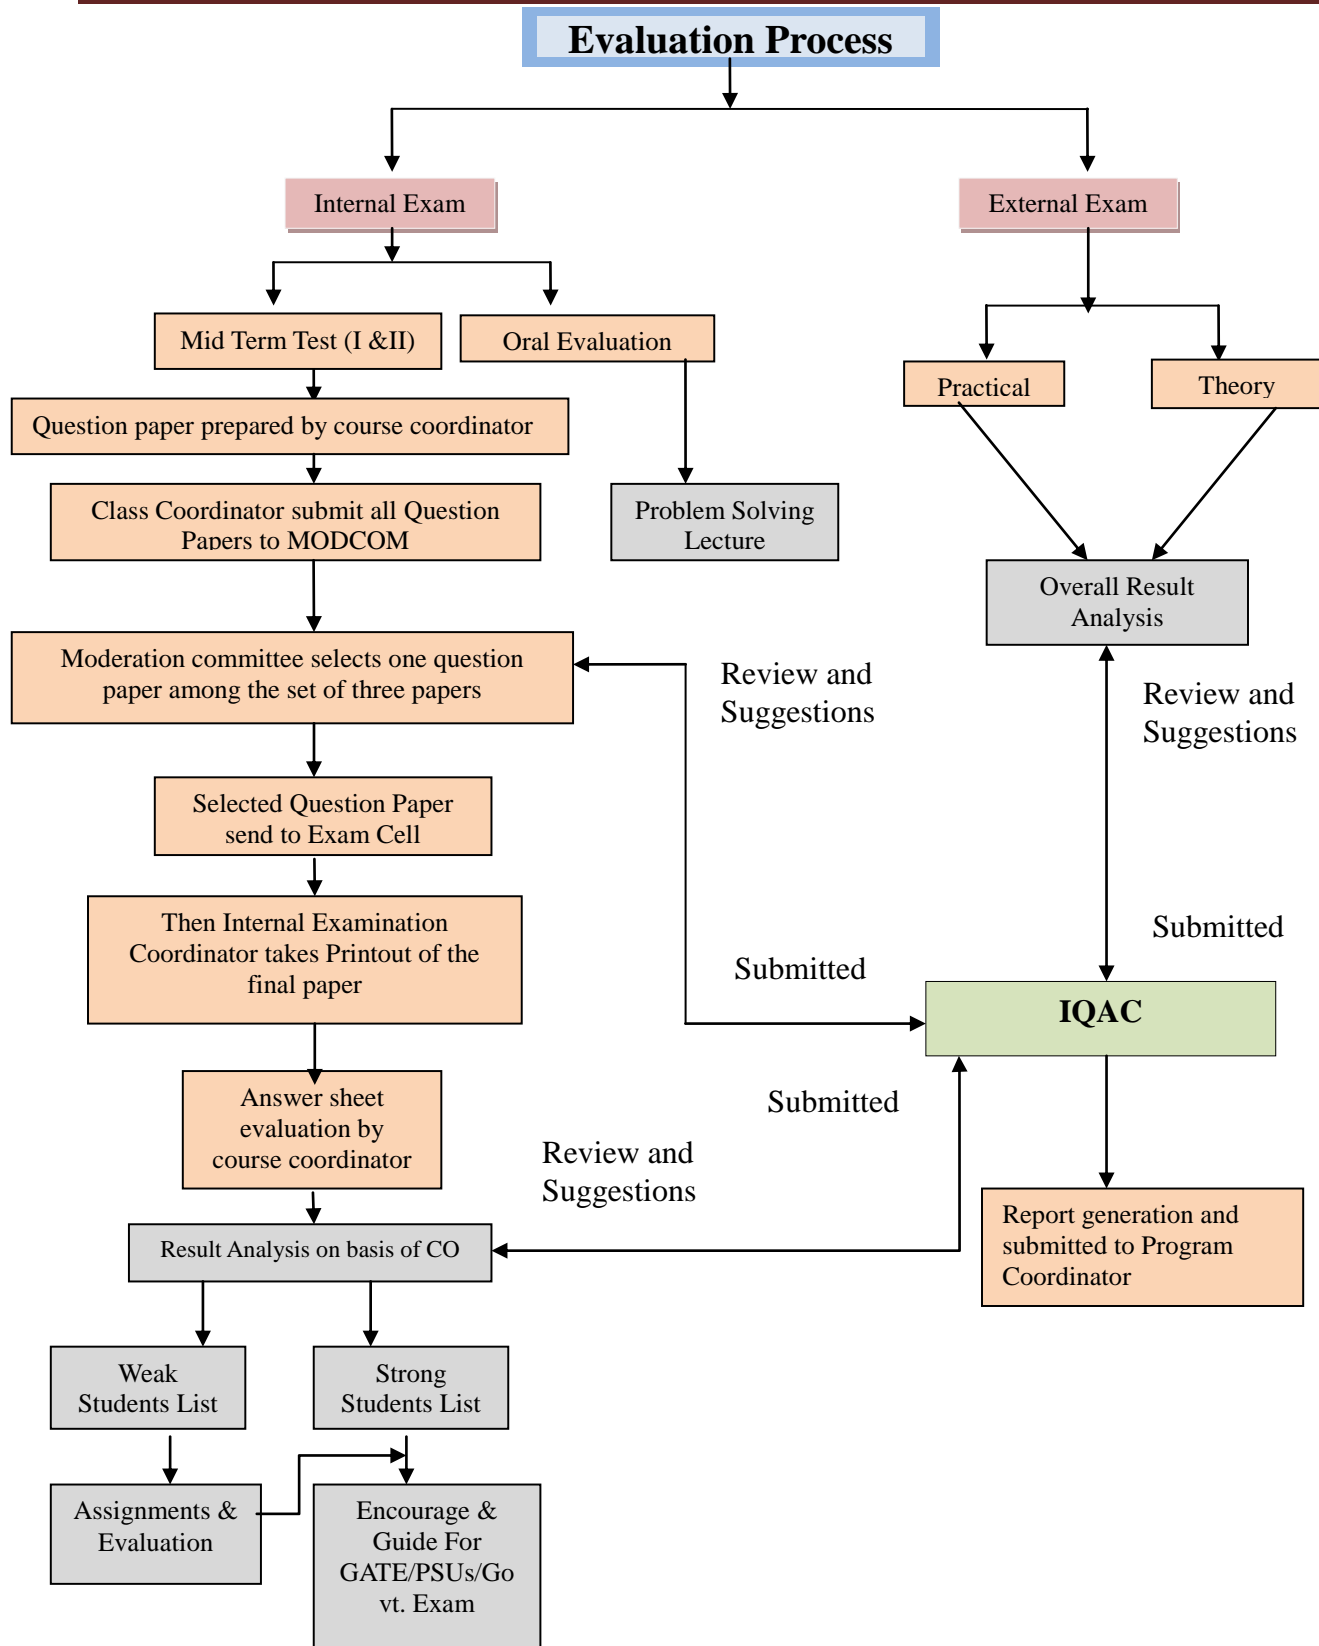 Evaluation Process
Internal Exam
External Exam
Mid Term Test (I &II)
Oral Evaluation
Practical
Theory
Question paper prepared by course coordinator
Class Coordinator submit all Question
Papers to MODCOM
Problem Solving
Lecture
Overall Result
Analysis
Moderation committee selects one question
paper among the set of three papers
Review and
Suggestions
Review and
Suggestions
Selected Question Paper
send to Exam Cell
Then Internal Examination
Coordinator takes Printout of the
final paper
Submitted
Submitted
IQAC
Answer sheet
evaluation by
course coordinator
Submitted
Review and
Suggestions
Report generation and
submitted to Program
Coordinator
Result Analysis on basis of CO
Weak
Students List
Strong
Students List
Assignments &
Evaluation
Encourage &
Guide For
GATE/PSUs/Go
vt. Exam